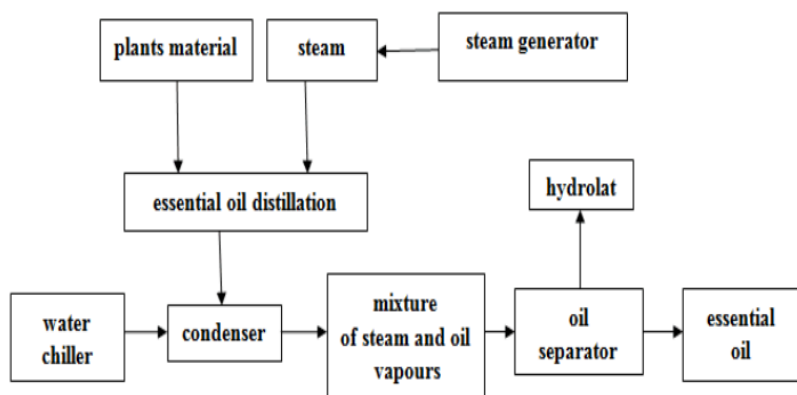 plants material
steam
steam generator
essential oil distillation
hydrolat
water
chiller
condenser
mixture
of steam and oil
vapours
oil
separator
essential
oil